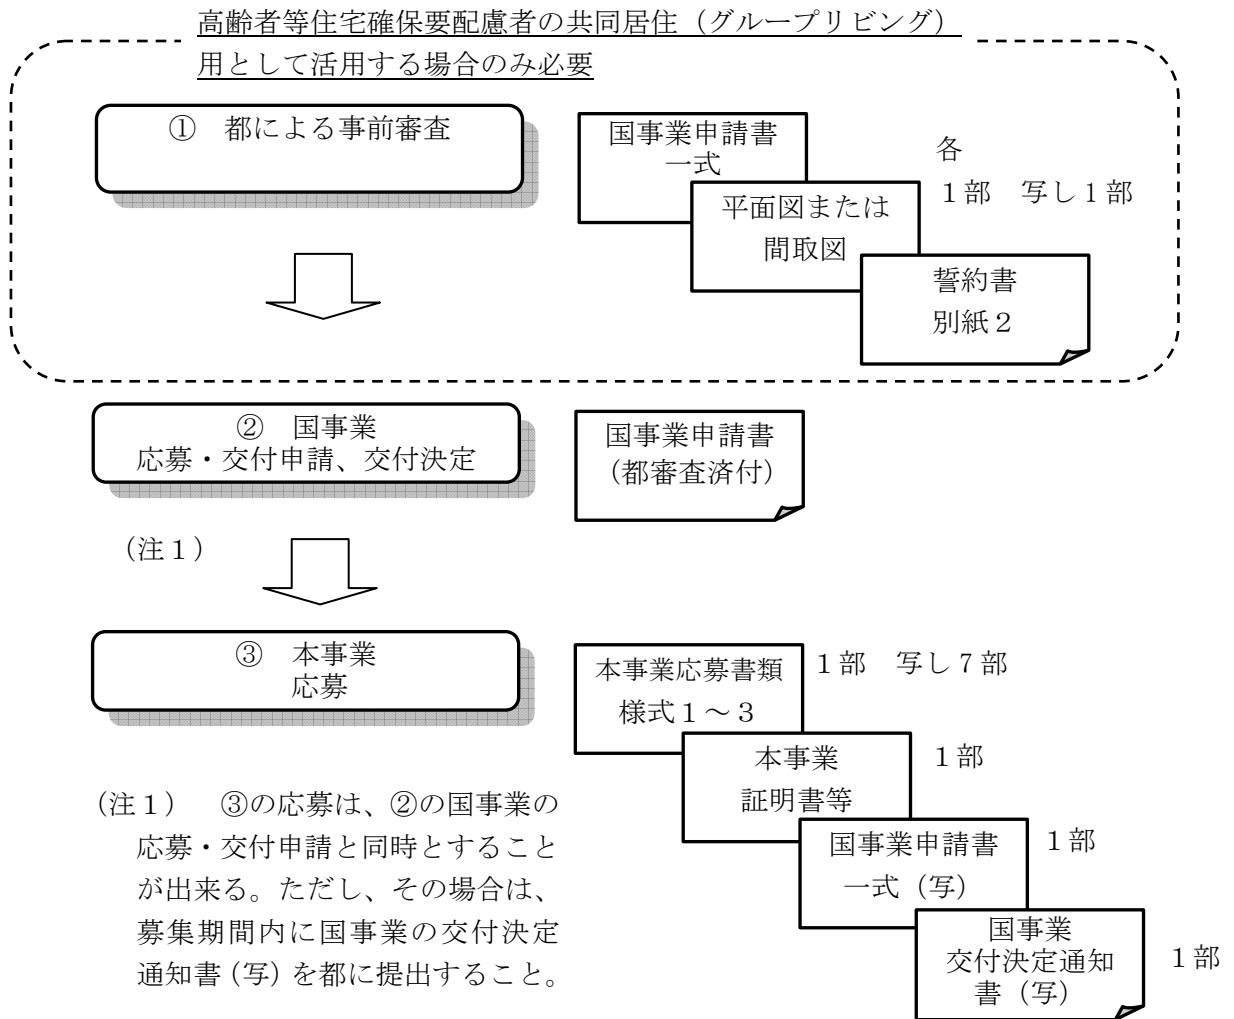 高齢者等住宅確保要配慮者の共同居住（グループリビング）
用として活用する場合のみ必要
①　都による事前審査
国事業申請書
一式
平面図または
間取図
誓約書
別紙２
各
１部　写し１部
②　国事業
応募・交付申請、交付決定
国事業申請書
（都審査済付）
（注１）
③　本事業
応募
本事業応募書類
様式１～３
１部　写し７部
本事業
証明書等
１部
国事業申請書
一式（写）
１部
国事業
交付決定通知
書（写）
１部
（注１）　③の応募は、②の国事業の
応募・交付申請と同時とすること
が出来る。ただし、その場合は、
募集期間内に国事業の交付決定
通知書（写）を都に提出すること。